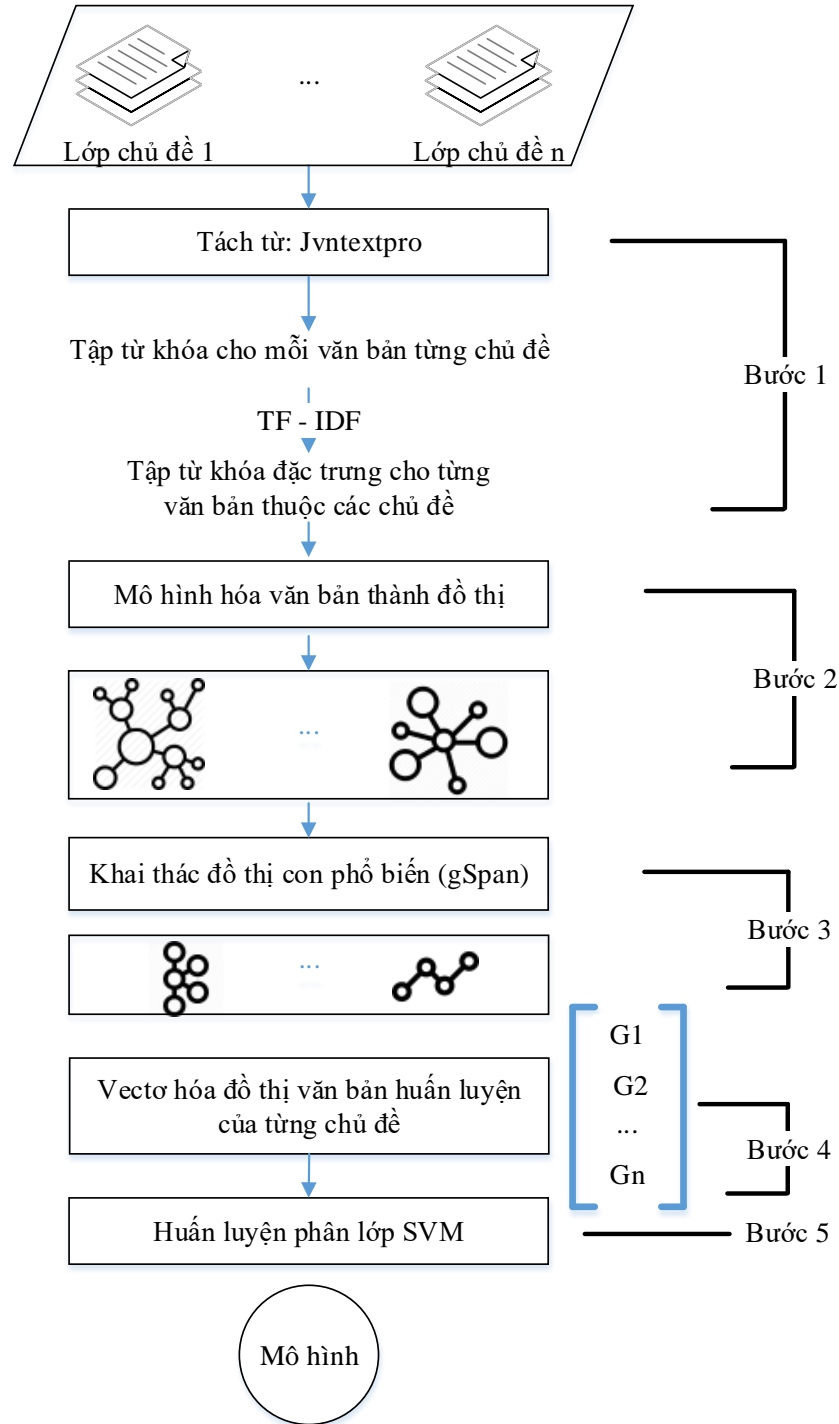 ...
Lớp chủ đề 1
Lớp chủ đề n
Tách từ: Jvntextpro
Tập từ khóa cho mỗi văn bản từng chủ đề
Bước 1
TF - IDF
Tập từ khóa đặc trưng cho từng
văn bản thuộc các chủ đề
Mô hình hóa văn bản thành đồ thị
Bước 2
...
Khai thác đồ thị con phổ biến (gSpan)
Bước 3
...
G1
G2
...
Gn
Vectơ hóa đồ thị văn bản huấn luyện
của từng chủ đề
Bước 4
Huấn luyện phân lớp SVM
Bước 5
Mô hình